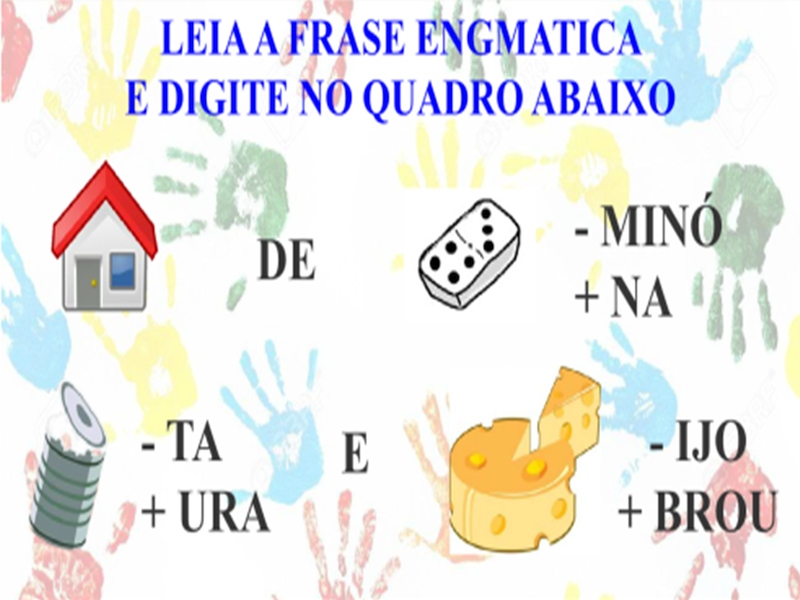 LEIA A FRASE ENGMATICA
E DIGITE NO QUADRO ABAIXO
DE
- MINÓ
+ NA
- TA
+ URA
E
- IJO
+ BROU